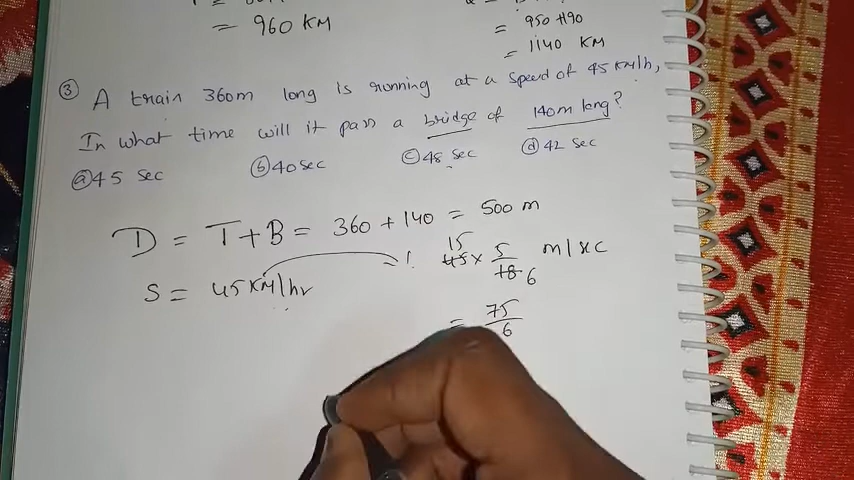 = 960 KM
950 +190
= 1140 KM
③ A train 360m long is running at a speed of 45 KM/h,
In what time will it pass a bridge of 140m long?
ⓐ 45 sec ⓑ 40 sec ⓒ 48 sec ⓓ 42 sec
D = T+B = 360 + 140 = 500 m
S = 45 KM/hr
15 45 × 5/18 6 m/sec
= 75/6